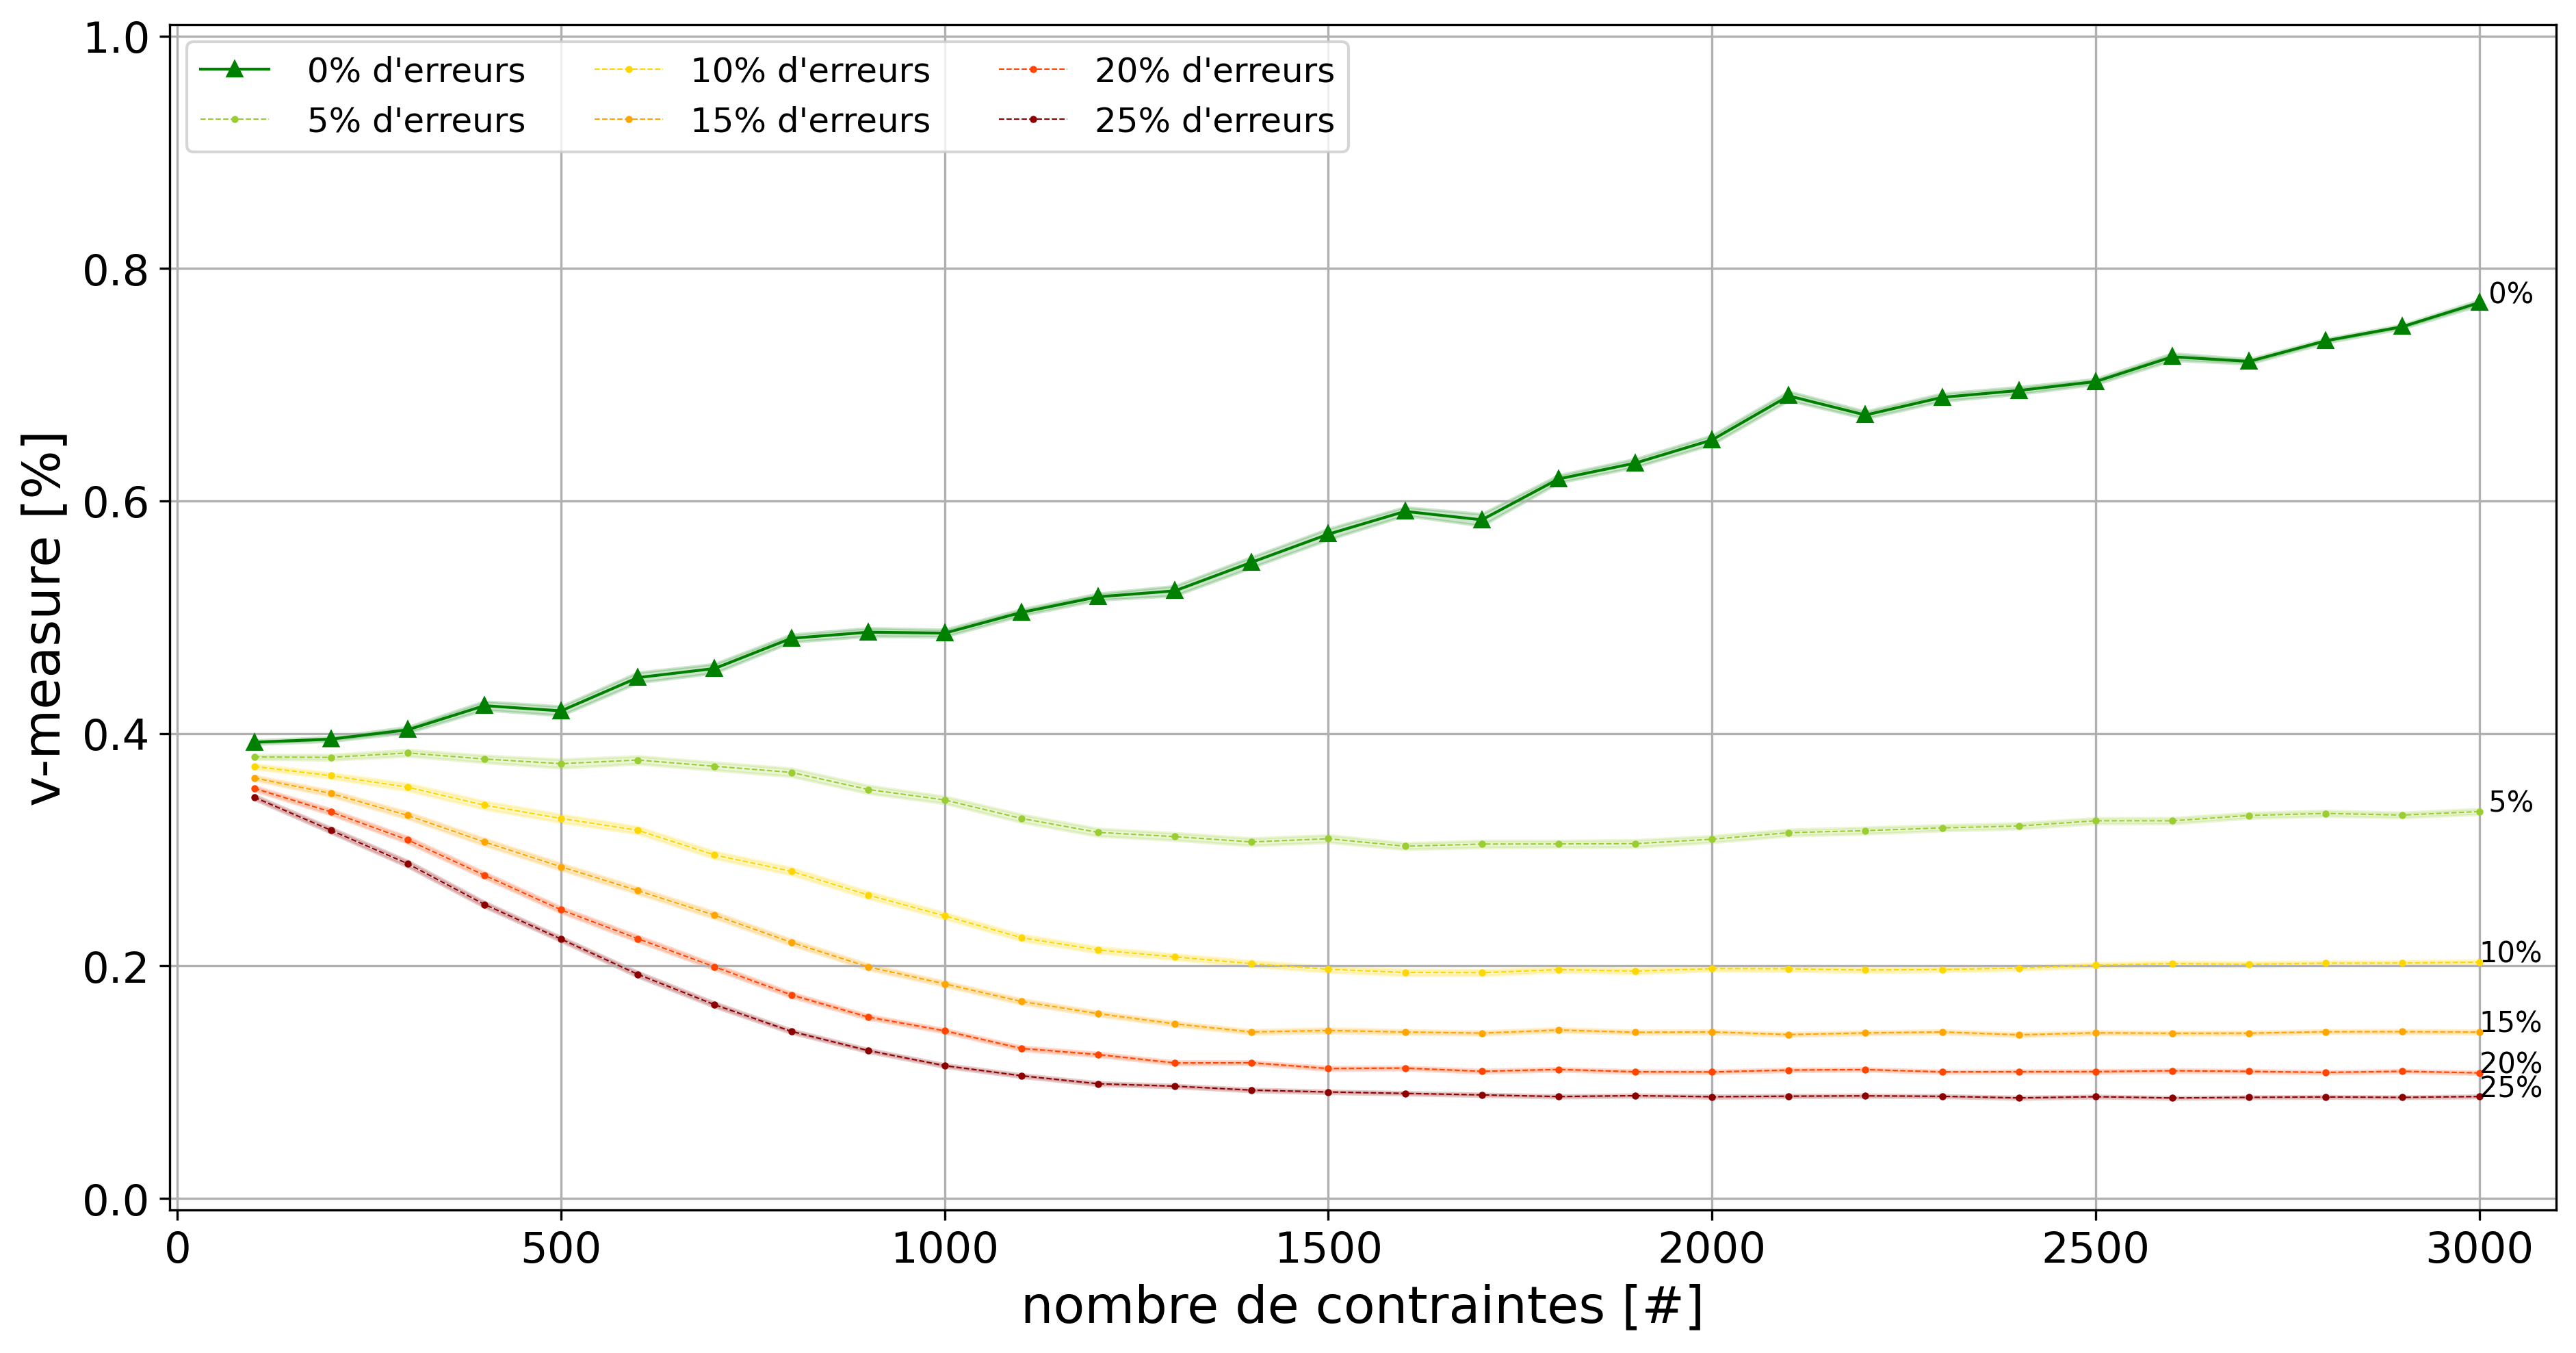 1.0
0.8
0.6
0.4
0.2
0.0
v-measure [%]
0% d'erreurs
5% d'erreurs
10% d'erreurs
15% d'erreurs
20% d'erreurs
25% d'erreurs
0%
5%
10%
15%
20%
25%
0 500 1000 1500 2000 2500 3000
nombre de contraintes [#]